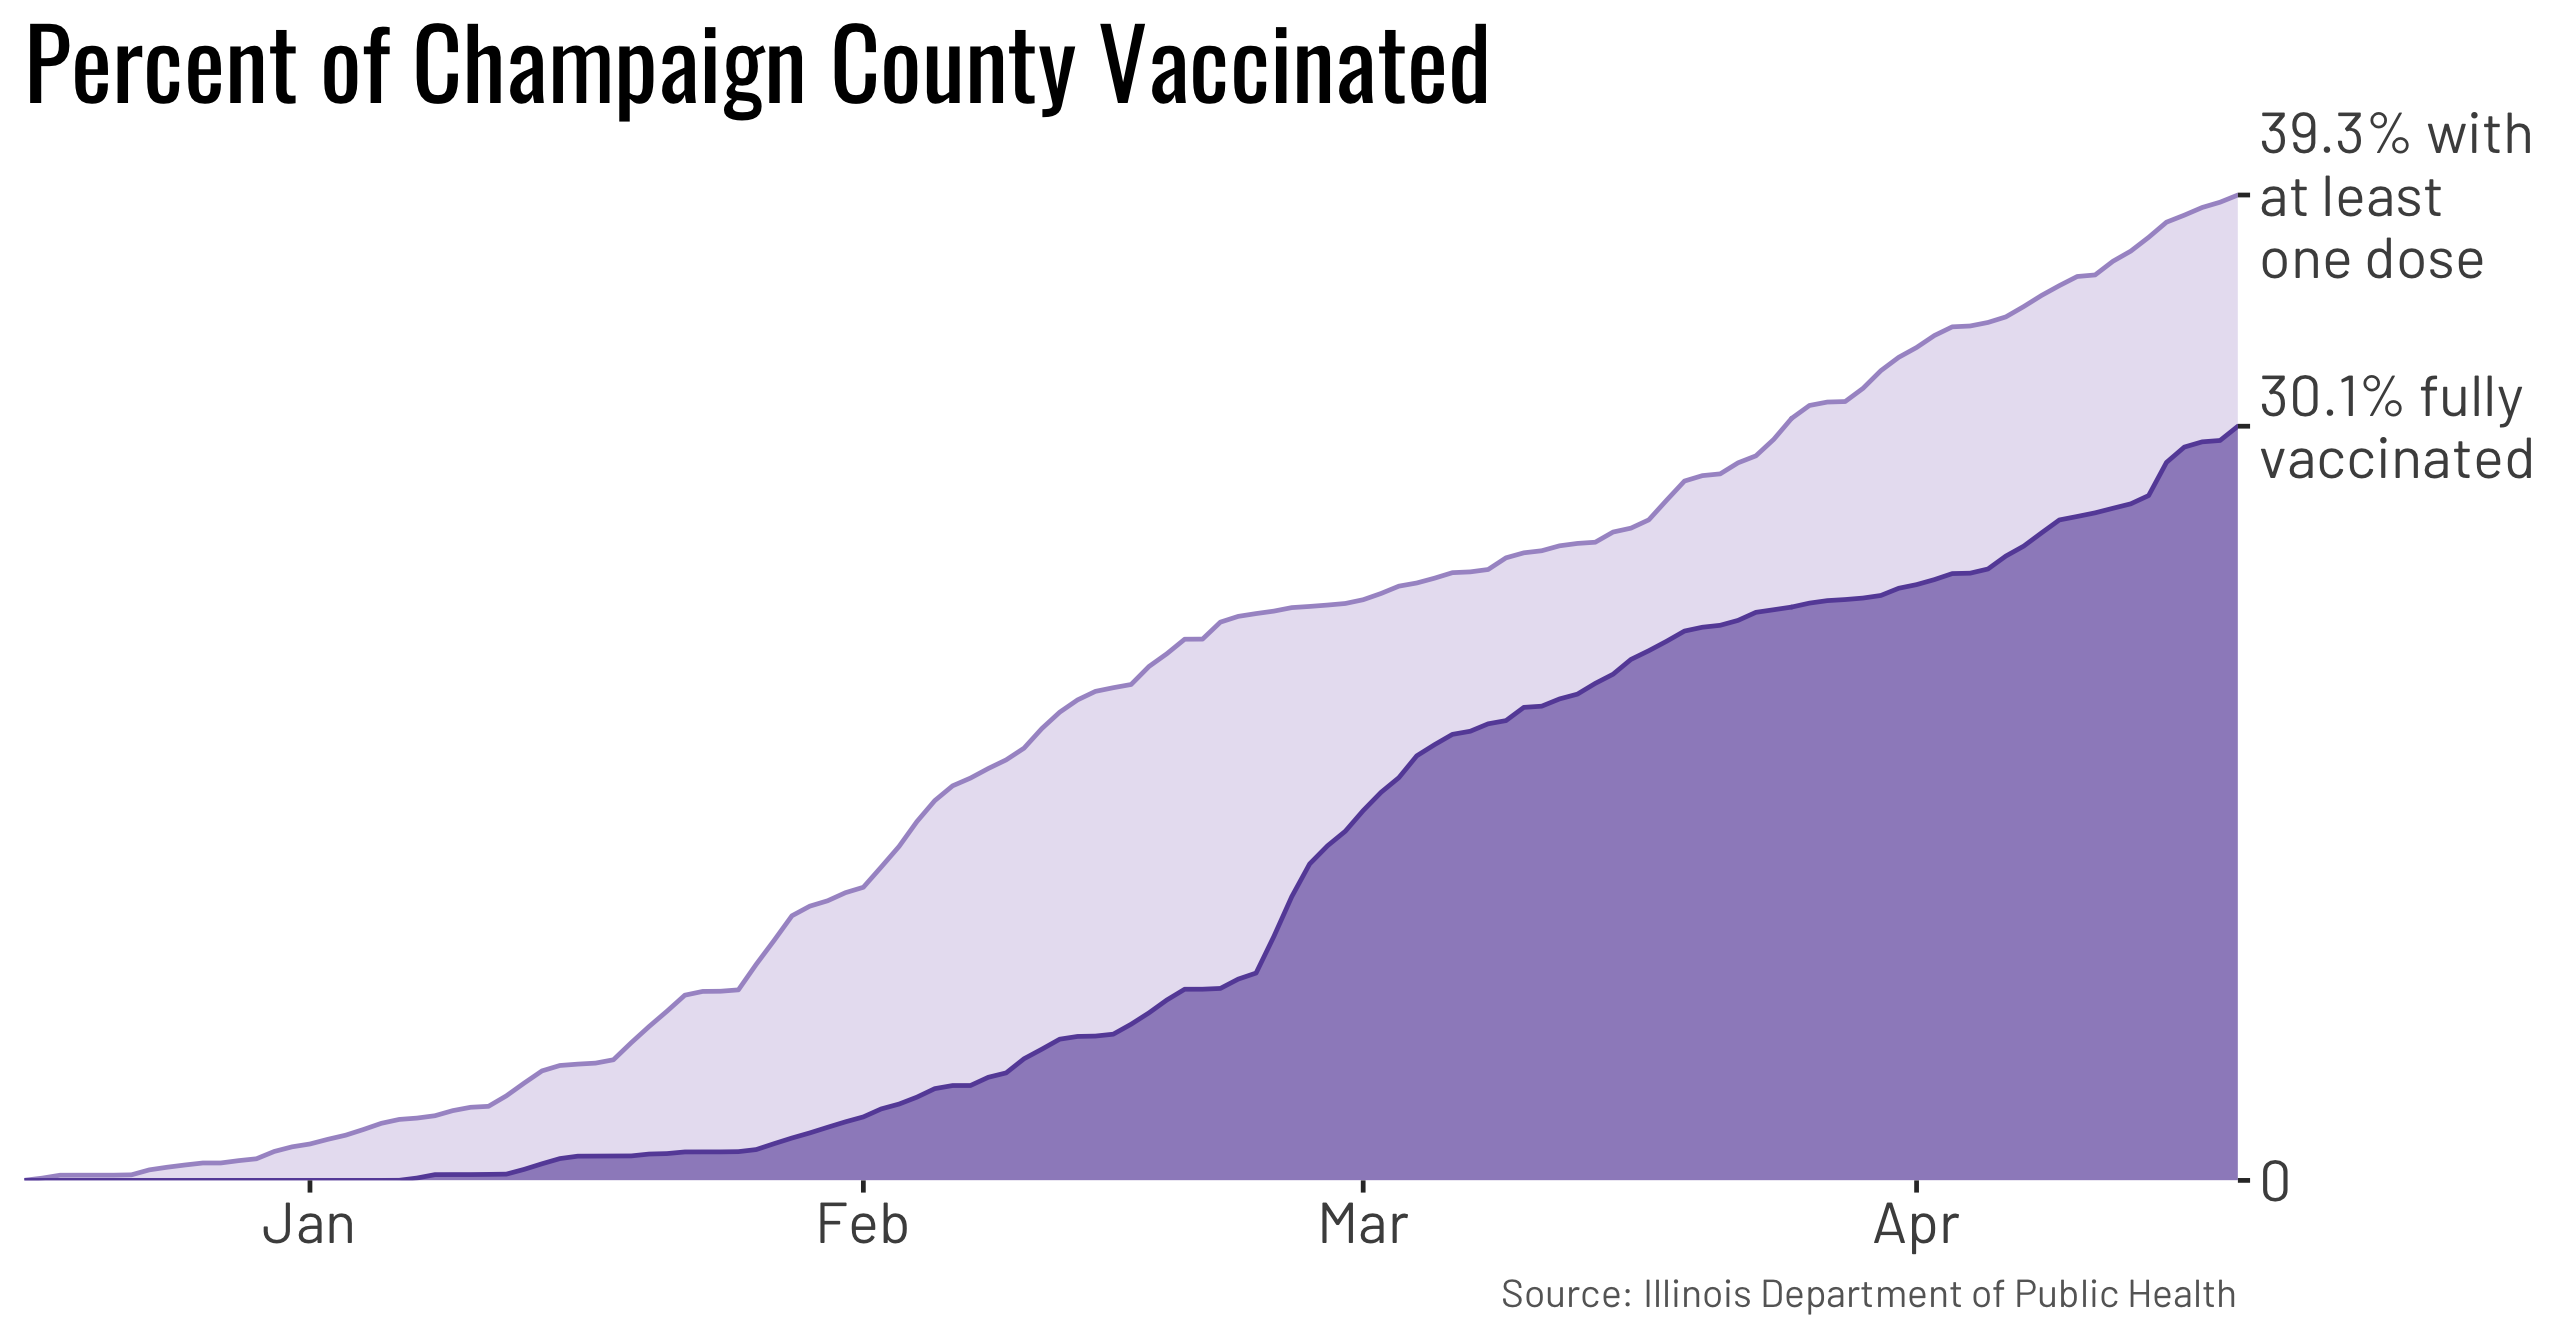 Percent of Champaign County Vaccinated
39.3% with
at least
one dose
30.1% fully
vaccinated
0
Jan
Feb
Mar
Apr
Source: Illinois Department of Public Health